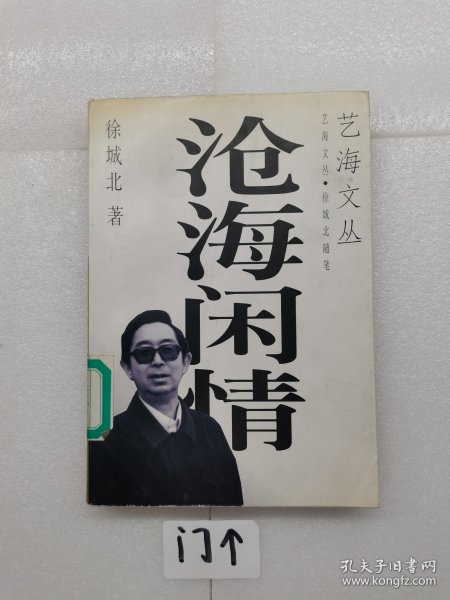 艺海文丛
艺海文丛•徐城北随笔
沧海闲情
徐城北 著
门个
孔夫子旧书网
www.kongfz.com